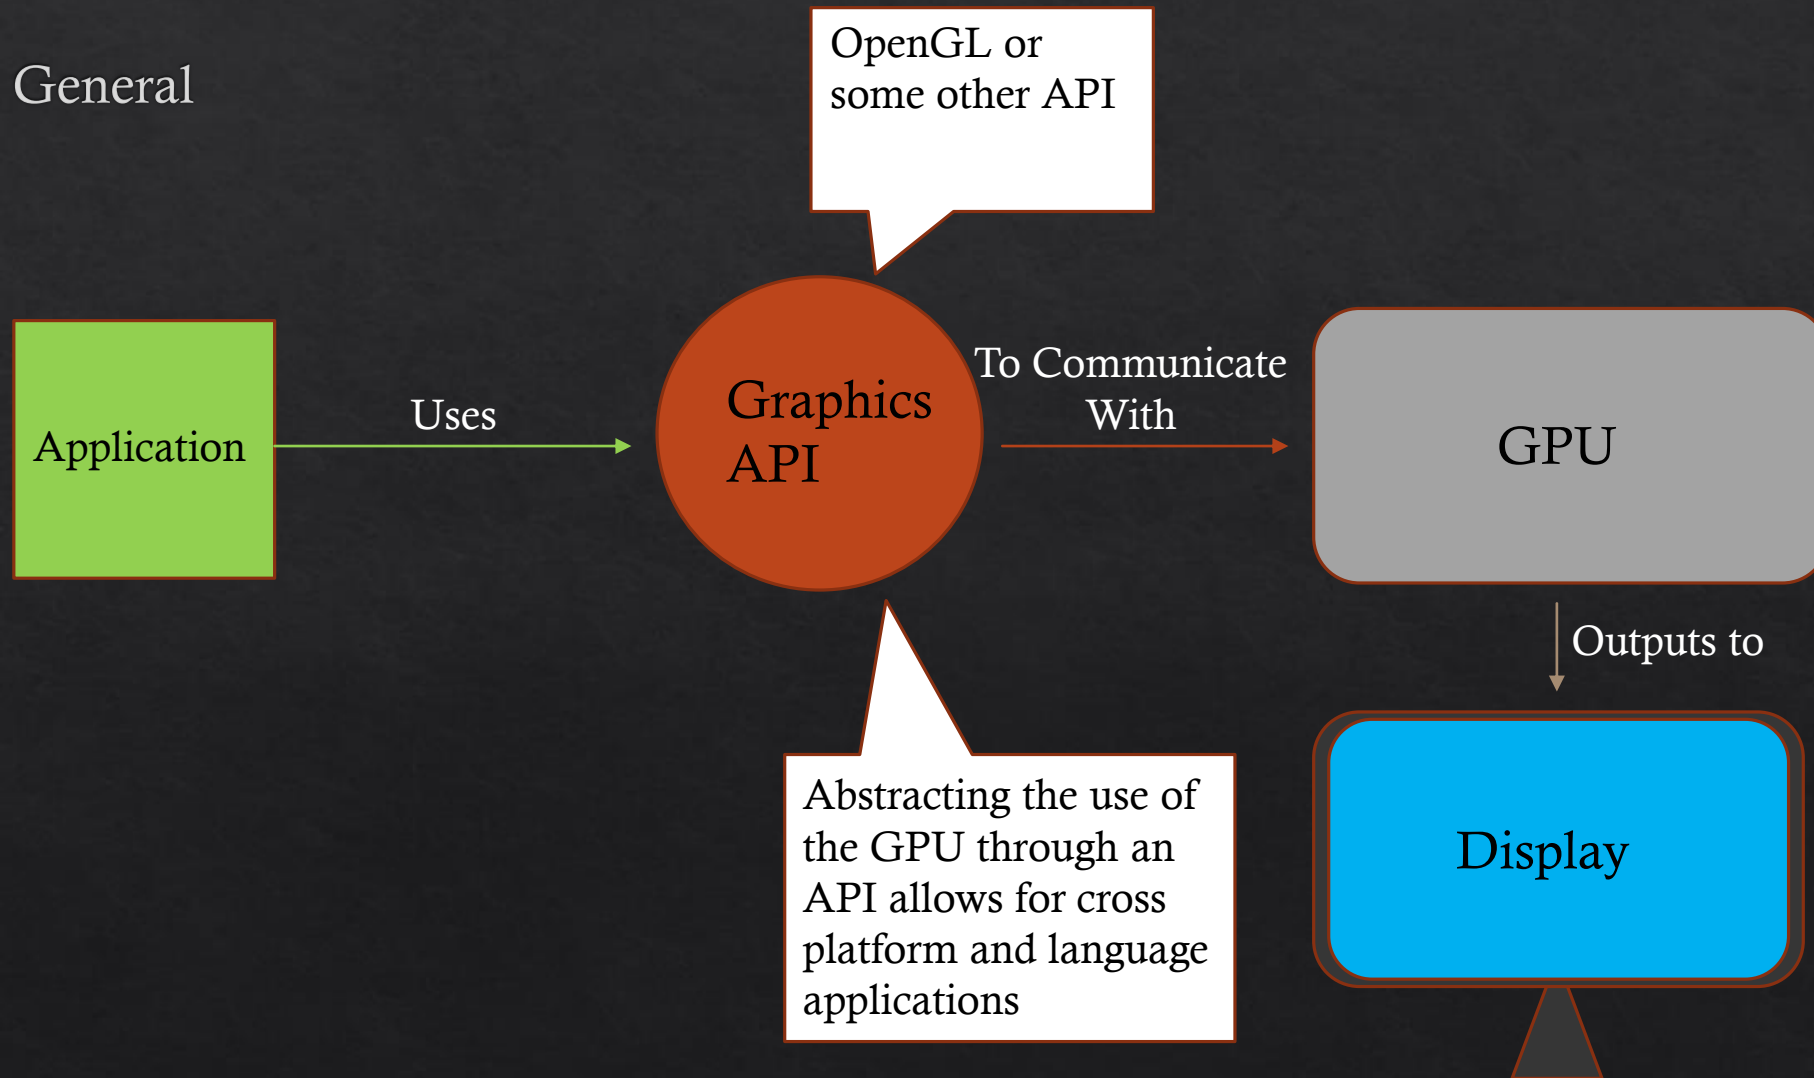 General
OpenGL or
some other API
Application
Uses
Graphics
API
To Communicate
With
GPU
Outputs to
Abstracting the use of
the GPU through an
API allows for cross
platform and language
applications
Display